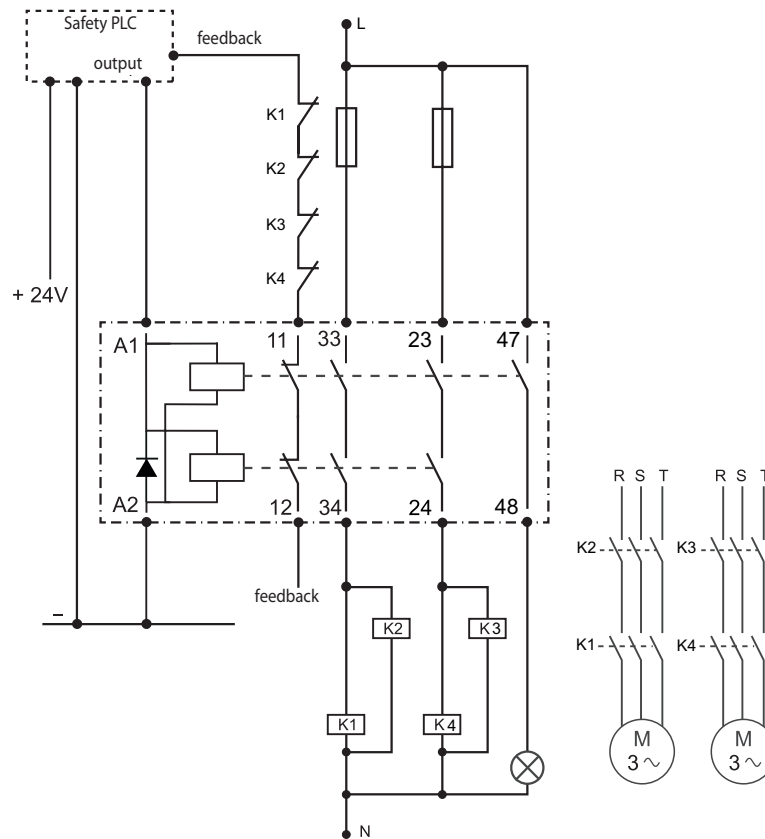 Safety PLC
output
feedback
L
K1
K2
K3
K4
+ 24V
A1
11
33
23
47
A2
12
34
24
48
feedback
–
K2
K3
K1
K4
N
R S T
R S T
K2
K3
K1
K4
M
3 ~
M
3 ~